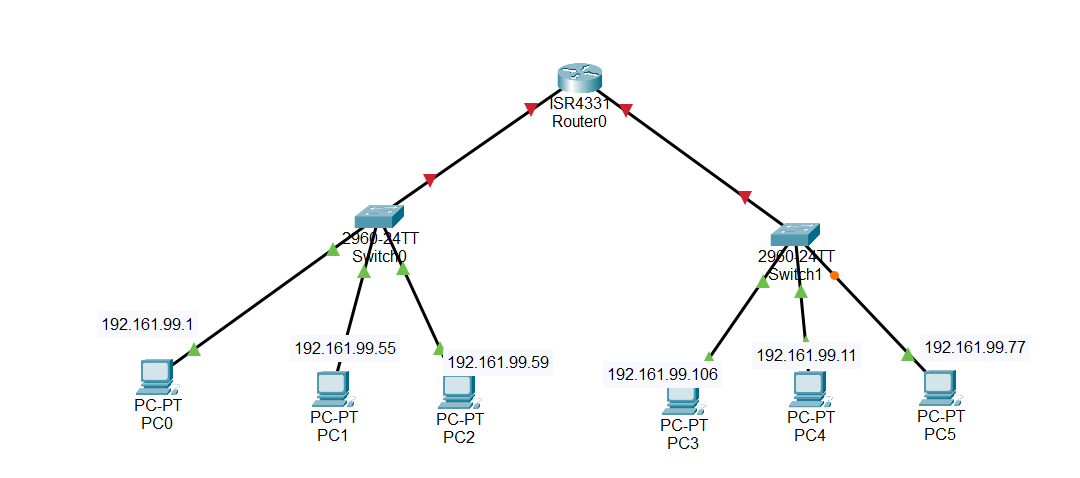 ISR4331
Router0
2960-24TT
Switch0
2960-24TT
Switch1
192.161.99.1
PC-PT
PC0
192.161.99.55
PC-PT
PC1
192.161.99.59
PC-PT
PC2
192.161.99.106
PC-PT
PC3
192.161.99.11
PC-PT
PC4
192.161.99.77
PC-PT
PC5